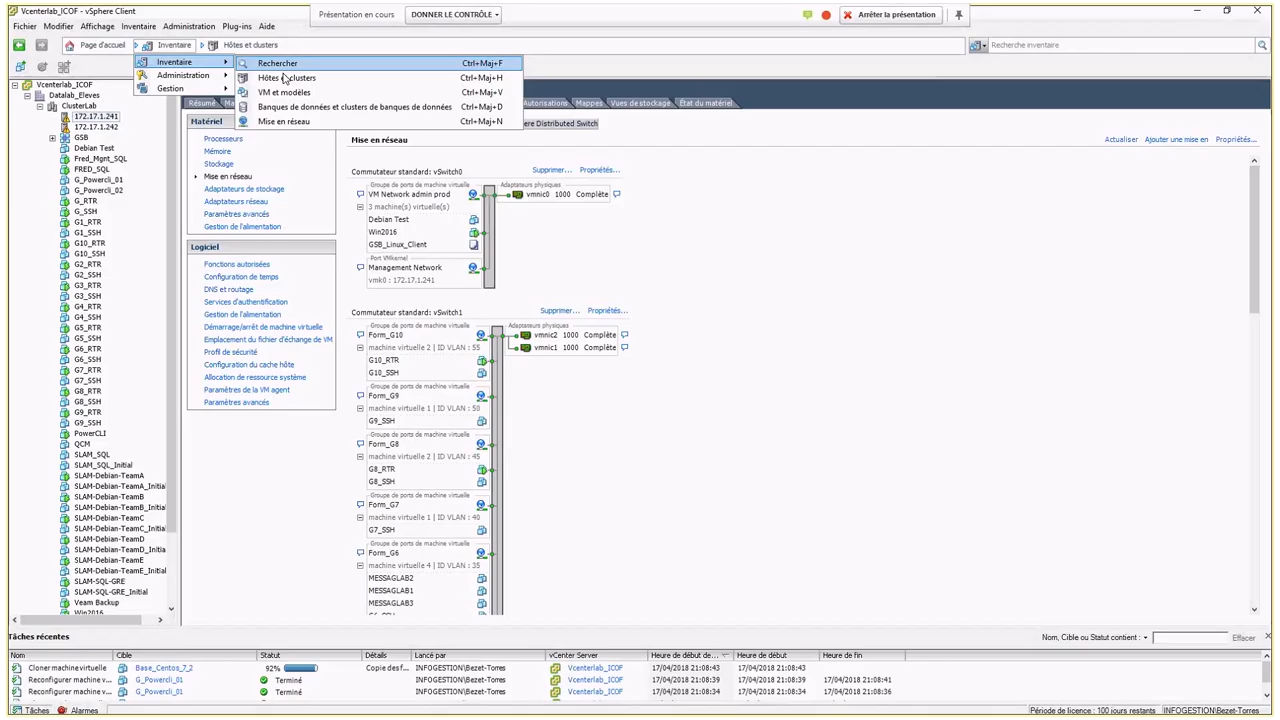 Vcenterlab_ICOF - vSphere Client
Présentation en cours
DONNER LE CONTRÔLE
Arrêter la présentation
Fichier Modifier Affichage Inventaire Administration Plug-ins Aide
Page d'accueil Inventaire Hôtes et clusters
Recherche inventaire
Inventaire
Administration
Gestion
Rechercher Ctrl+Maj+F
Hôtes et clusters Ctrl+Maj+H
VM et modèles Ctrl+Maj+V
Banques de données et clusters de banques de données Ctrl+Maj+D
Mise en réseau Ctrl+Maj+N
Vcenterlab_ICOF
Datalab_Eleves
ClusterLab
172.17.1.241
172.17.1.242
GSB
Debian Test
Fred_Mgnt_SQL
FRED_SQL
G_Powercli_01
G_Powercli_02
G_RTR
G_SSH
G1_RTR
G1_SSH
G10_RTR
G10_SSH
G2_RTR
G2_SSH
G3_RTR
G3_SSH
G4_RTR
G4_SSH
G5_RTR
G5_SSH
G6_RTR
G6_SSH
G7_RTR
G7_SSH
G8_RTR
G8_SSH
G9_RTR
G9_SSH
PowerCLI
QCM
SLAM_SQL
SLAM_SQL_Initial
SLAM-Debian-TeamA
SLAM-Debian-TeamA_Initia
SLAM-Debian-TeamB
SLAM-Debian-TeamB_Initia
SLAM-Debian-TeamC
SLAM-Debian-TeamC_Initia
SLAM-Debian-TeamD
SLAM-Debian-TeamD_Initia
SLAM-Debian-TeamE
SLAM-Debian-TeamE_Initia
SLAM-SQL-GRE
SLAM-SQL-GRE_Initial
Veam Backup
Win2016
Résumé
Autorisations Mappes Vues de stockage État du matériel
Matériel
Processeurs
Mémoire
Stockage
Mise en réseau
Adaptateurs de stockage
Adaptateurs réseau
Paramètres avancés
Gestion de l'alimentation
Logiciel
Fonctions autorisées
Configuration de temps
DNS et routage
Services d'authentification
Gestion de l'alimentation
Démarrage/arrêt de machine virtuelle
Emplacement du fichier d'échange de VM
Profil de sécurité
Configuration du cache hôte
Allocation de ressource système
Paramètres de la VM agent
Paramètres avancés
Distributed Switch
Mise en réseau
Actualiser Ajouter une mise en Propriétés...
Commutateur standard: vSwitch0 Supprimer... Propriétés...
Groupe de ports de machine virtuelle
VM Network admin prod
3 machine(s) virtuelle(s)
Debian Test
Win2016
GSB_Linux_Client
Port VMkernel
Management Network
vmk0 : 172.17.1.241
Adaptateurs physiques
vmnic0 1000 Complète
Commutateur standard: vSwitch1 Supprimer... Propriétés...
Groupe de ports de machine virtuelle
Form_G10
machine virtuelle 2 | ID VLAN : 55
G10_RTR
G10_SSH
Adaptateurs physiques
vmnic2 1000 Complète
vmnic1 1000 Complète
Groupe de ports de machine virtuelle
Form_G9
machine virtuelle 1 | ID VLAN : 50
G9_SSH
Groupe de ports de machine virtuelle
Form_G8
machine virtuelle 2 | ID VLAN : 45
G8_RTR
G8_SSH
Groupe de ports de machine virtuelle
Form_G7
machine virtuelle 1 | ID VLAN : 40
G7_SSH
Groupe de ports de machine virtuelle
Form_G6
machine virtuelle 4 | ID VLAN : 35
MESSAGLAB2
MESSAGLAB1
MESSAGLAB3
Tâches récentes
Nom, Cible ou Statut contient : Effacer
Nom Cible Statut Détails Lancé par vCenter Server Heure de début de... Heure de début Heure de fin
Cloner machine virtuelle Base_Centos_7_2 92% Copie des f... INFOGESTION\Bezet-Torres Vcenterlab_ICOF 17/04/2018 21:08:43 17/04/2018 21:08:43
Reconfigurer machine v... G_Powercli_01 Terminé INFOGESTION\Bezet-Torres Vcenterlab_ICOF 17/04/2018 21:08:39 17/04/2018 21:08:39 17/04/2018 21:08:41
Reconfigurer machine v... G_Powercli_01 Terminé INFOGESTION\Bezet-Torres Vcenterlab_ICOF 17/04/2018 21:08:34 17/04/2018 21:08:34 17/04/2018 21:08:36
Tâches Alarmes
Période de licence : 100 jours restants INFOGESTION\Bezet-Torres